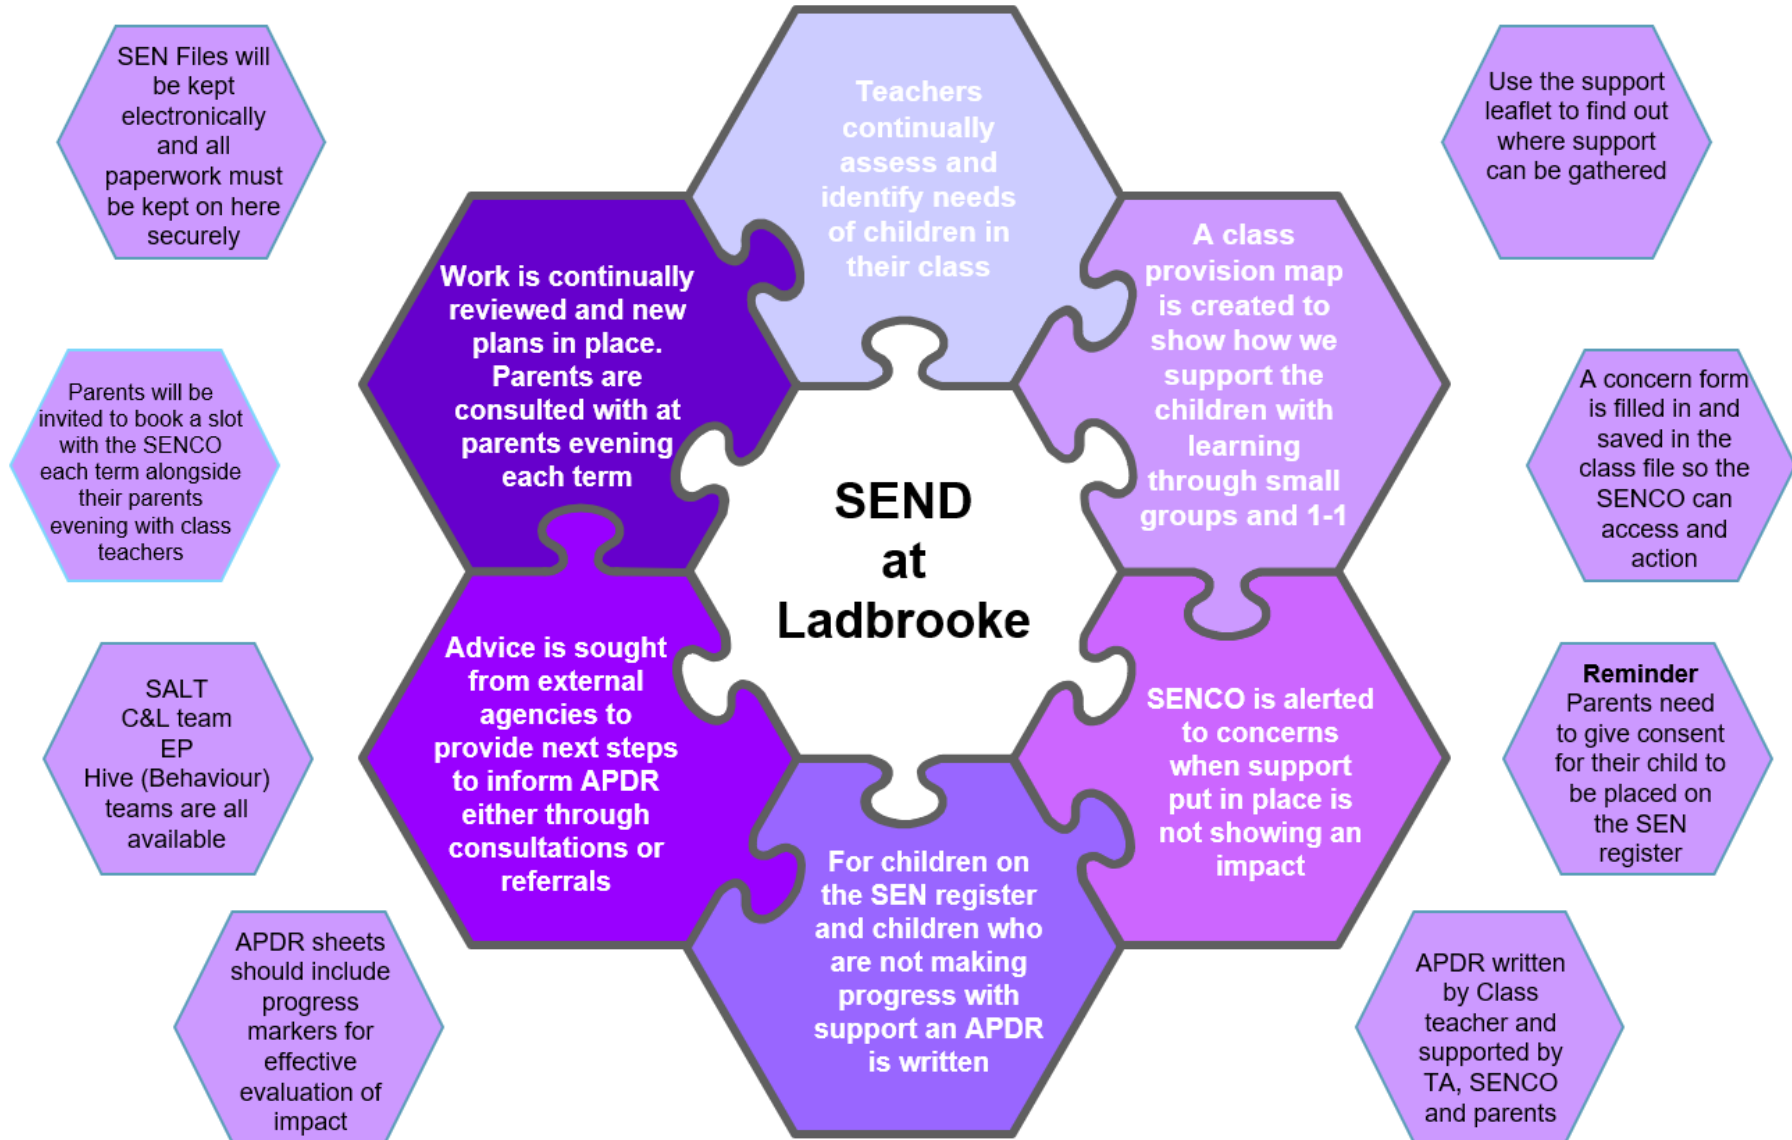 SEN Files will
be kept
electronically
and all
paperwork must
be kept on here
securely
Parents will be
invited to book a slot
with the SENCO
each term alongside
their parents
evening with class
teachers
SALT
C&L team
EP
Hive (Behaviour)
teams are all
available
APDR sheets
should include
progress
markers for
effective
evaluation of
impact
Teachers
continually
assess and
identify needs
of children in
their class
A class
provision map
is created to
show how we
support the
children with
learning
through small
groups and 1-1
SENCO is alerted
to concerns
when support
put in place is
not showing an
impact
For children on
the SEN register
and children who
are not making
progress with
support an APDR
is written
Advice is sought
from external
agencies to
provide next steps
to inform APDR
either through
consultations or
referrals
Work is continually
reviewed and new
plans in place.
Parents are
consulted with at
parents evening
each term
SEND
at
Ladbrooke
Use the support
leaflet to find out
where support
can be gathered
A concern form
is filled in and
saved in the
class file so the
SENCO can
access and
action
Reminder
Parents need
to give consent
for their child to
be placed on
the SEN
register
APDR written
by Class
teacher and
supported by
TA, SENCO
and parents